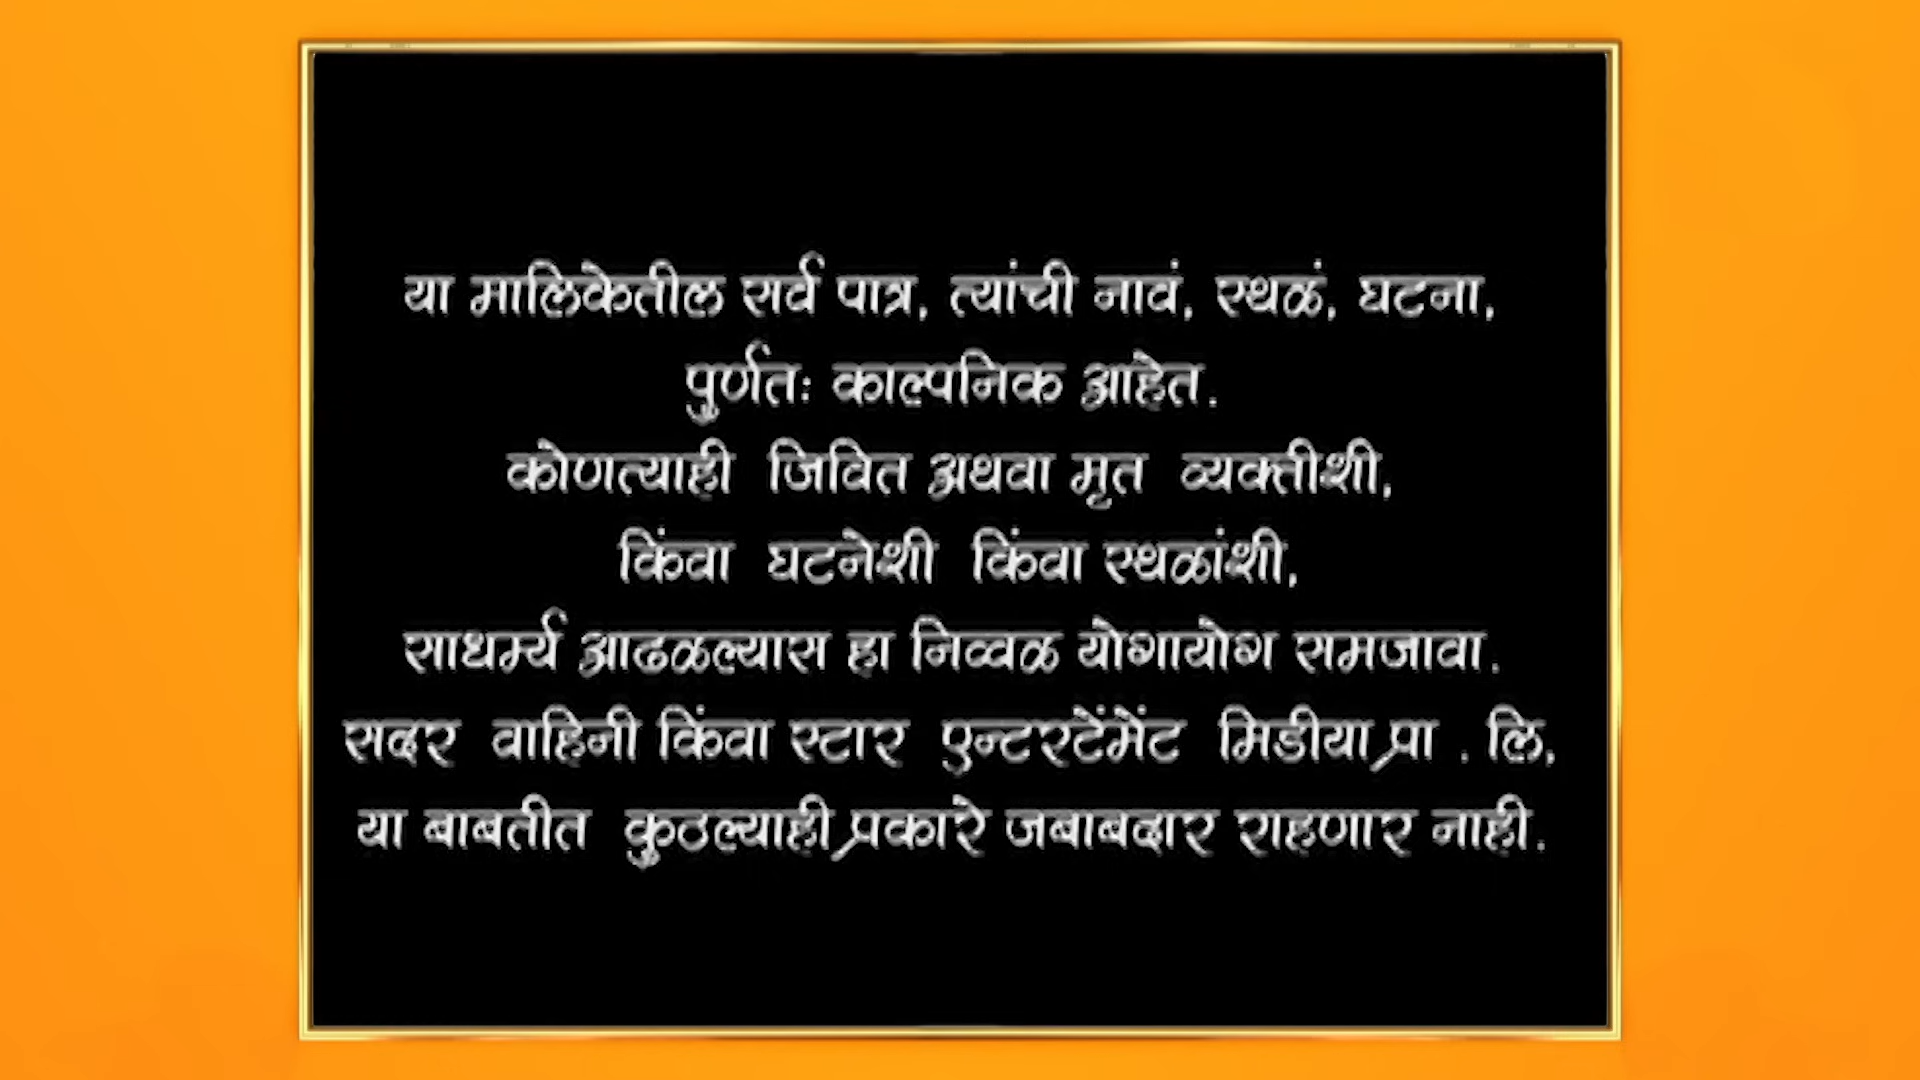 या मालिकेतील सर्व पात्र, त्यांची नावं, स्थळं, घटना,
पुर्णतः काल्पनिक आहेत.
कोणत्याही जिवित अथवा मृत व्यक्तीशी,
किंवा घटनेशी किंवा स्थळांशी,
साधर्म्य आढळल्यास हा निव्वळ योगायोग समजावा.
सदर वाहिनी किंवा स्टार एन्टरटेंमेंट मिडीया प्रा . लि,
या बाबतीत कुठल्याही प्रकारे जबाबदार राहणार नाही.